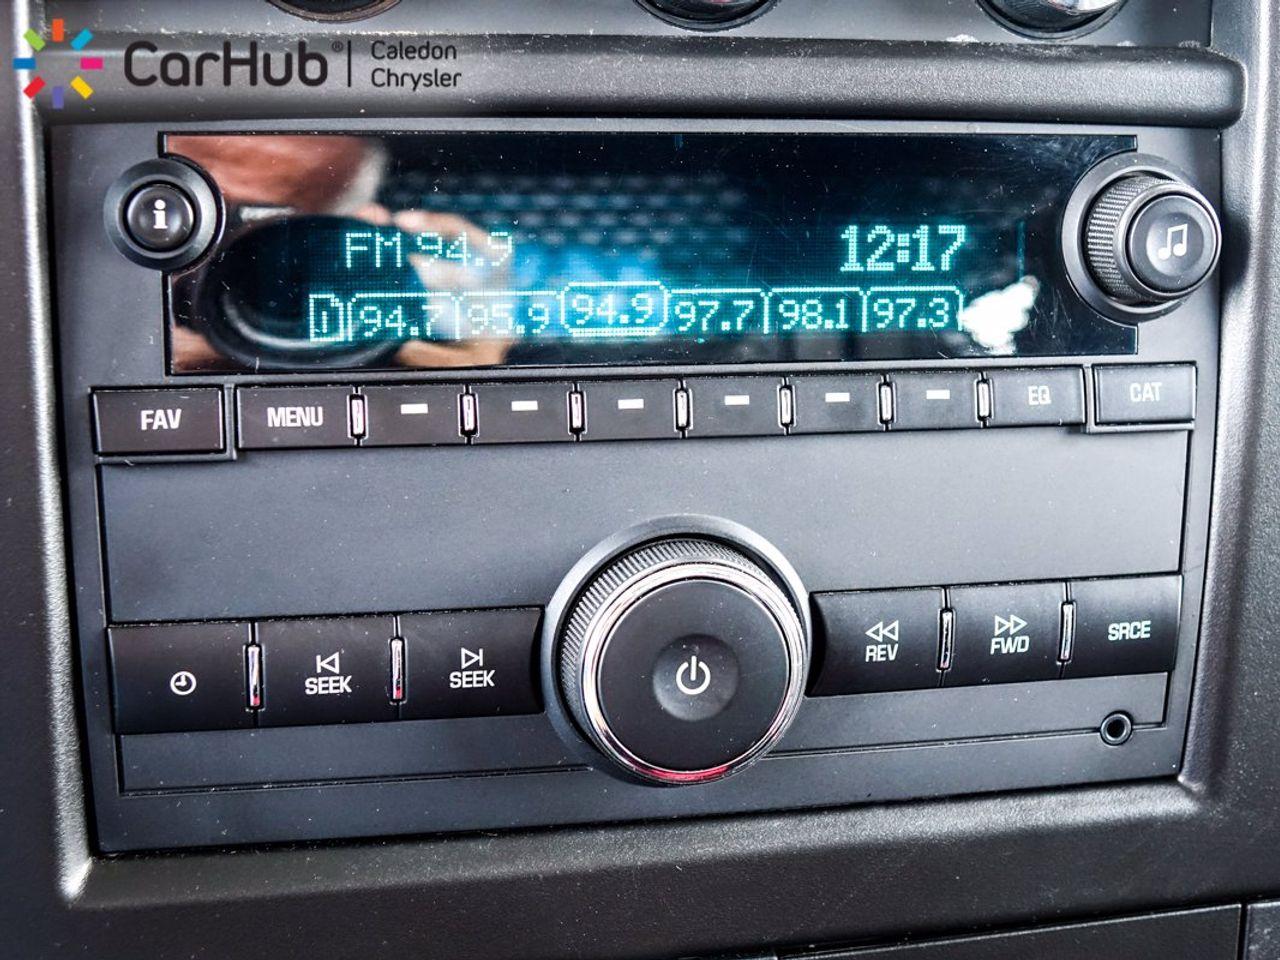 CarHub® | Caledon
Chrysler
i
FM 94.9 12:17
94.7 95.9 94.9 97.7 98.1 97.3
FAV MENU EQ CAT
SEEK SEEK REV FWD SRCE